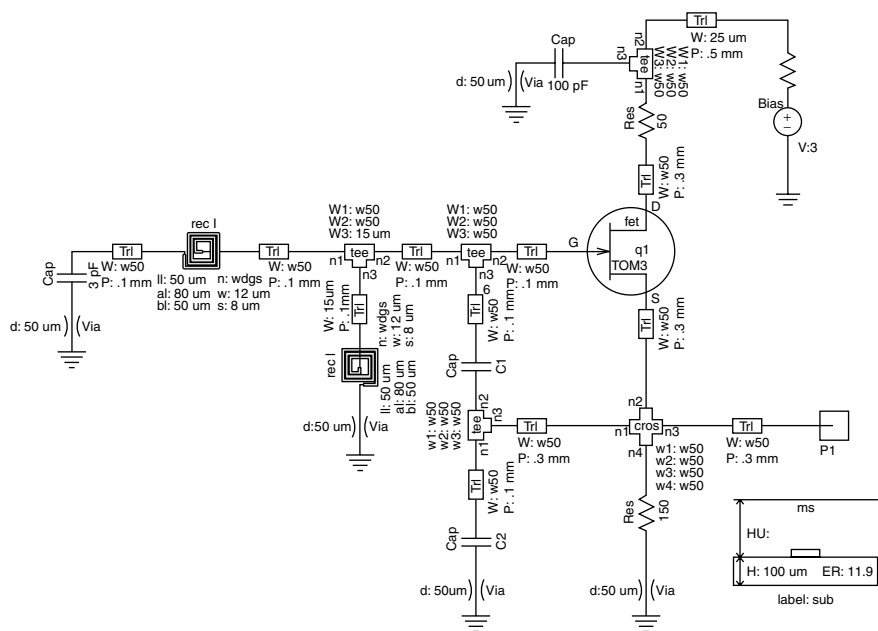 Trl
W: 25 um
P: .5 mm
n2
n3
tee
n1
W1: w50
W2: w50
W3: w50
Cap
100 pF
d: 50 um
Via
Bias
V:3
Res
50
Trl
W: w50
P: .3 mm
D
fet
G
q1
TOM3
S
Trl
W: w50
P: .3 mm
rec l
Trl
W: w50
P: .1 mm
Cap
3 pF
d: 50 um
Via
ll: 50 um
al: 80 um
bl: 50 um
n: wdgs
w: 12 um
s: 8 um
Trl
W: w50
P: .1 mm
W1: w50
W2: w50
W3: 15 um
n1
tee
n2
n3
Trl
W: w50
P: .1 mm
W1: w50
W2: w50
W3: w50
n1
tee
n2
n3
6
Trl
W: w50
P: .1 mm
Trl
W: 15um
P: .1mm
rec l
n: wdgs
w: 12 um
s: 8 um
ll: 50 um
al: 80 um
bl: 50 um
d:50 um
Via
Trl
W: w50
P: .1 mm
Cap
C1
w1: w50
w2: w50
w3: w50
n2
tee
n3
n1
Trl
W: w50
P: .3 mm
Trl
W: w50
P: .1 mm
Cap
C2
d: 50um
Via
n2
n1
cros
n3
n4
w1: w50
w2: w50
w3: w50
w4: w50
Trl
W: w50
P: .3 mm
P1
Res
150
d:50 um
Via
ms
HU:
H: 100 um
ER: 11.9
label: sub